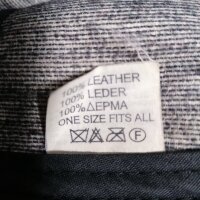 100% LEATHER
100% LEDER
100% ΔΕΡΜΑ
ONE SIZE FITS ALL
F